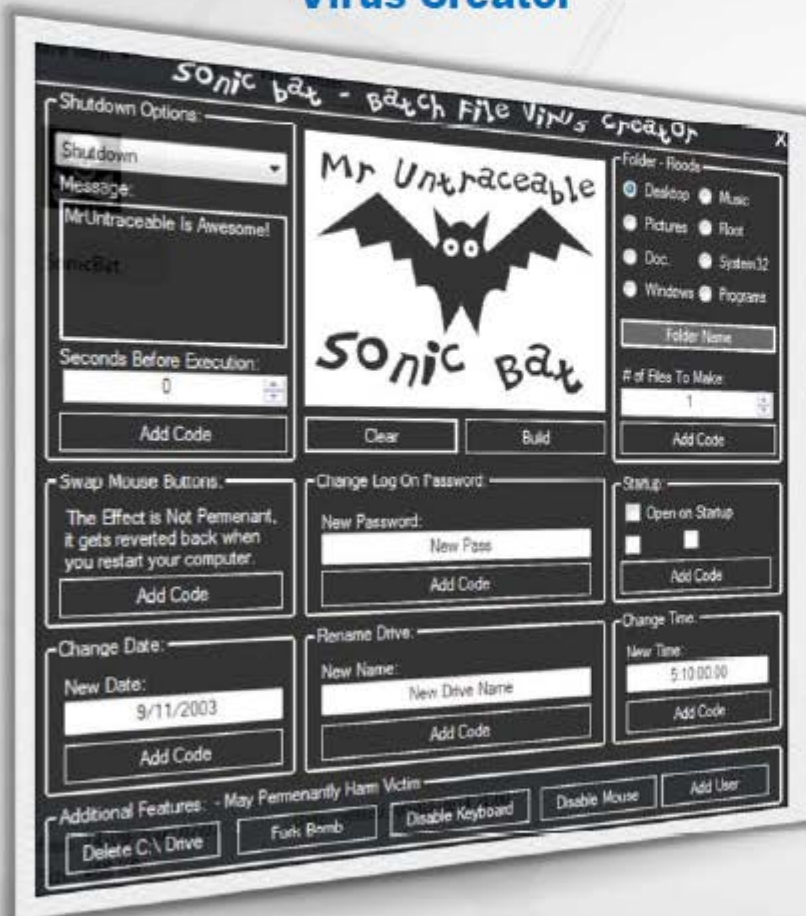 Virus Creator
Sonic Bat - Batch File Virus Creator
X
Shutdown Options:
Shutdown
Message:
MrUntraceable Is Awesome!
Seconds Before Execution:
0
Add Code
Mr Untraceable
Sonic Bat
Clear
Build
Folder - Floods
Desktop
Music
Pictures
Root
Doc.
System32
Windows
Programs
Folder Name
# of Files To Make:
1
Add Code
Swap Mouse Buttons:
The Effect is Not Permenant,
it gets reverted back when
you restart your computer.
Add Code
Change Log On Password:
New Password:
New Pass
Add Code
Startup
Open on Startup
Add Code
Change Date:
New Date:
9/11/2003
Add Code
Rename Drive:
New Name:
New Drive Name
Add Code
Change Time:
New Time:
5:10:00.00
Add Code
Additional Features: - May Permenantly Harm Victim
Delete C:\ Drive
Furk Bomb
Disable Keyboard
Disable Mouse
Add User